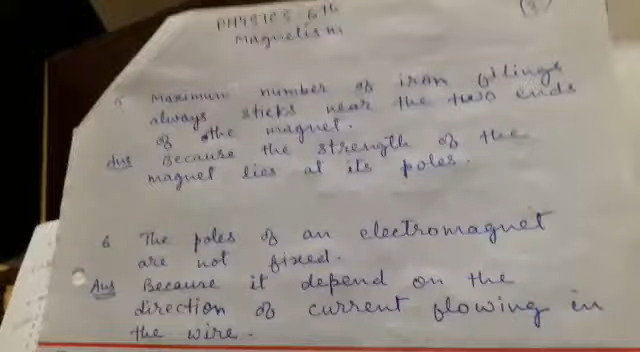 PHYSICS 6th
Magnetism
(3)
5 Maximum number of iron filings
always sticks near the two ends
of the magnet.
Ans Because the strength of the
magnet lies at its poles.
6 The poles of an electromagnet
are not fixed.
Ans Because it depend on the
direction of current flowing in
the wire.